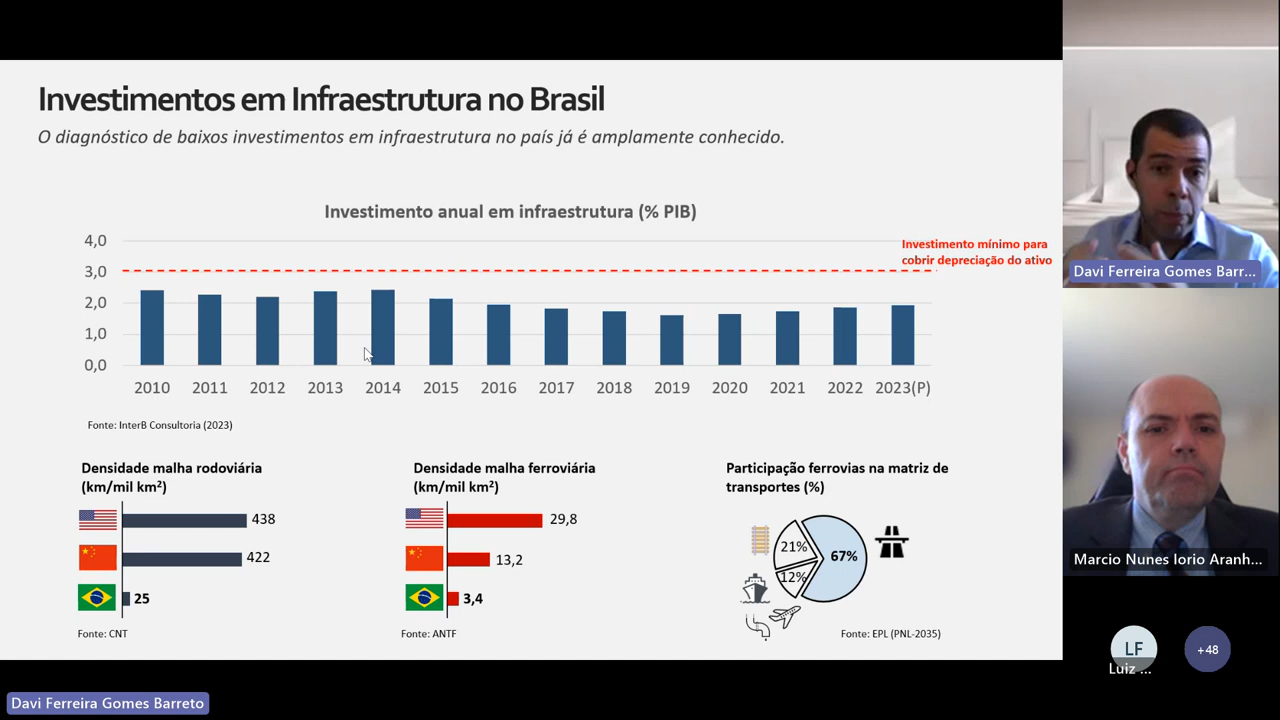 Investimentos em Infraestrutura no Brasil
O diagnóstico de baixos investimentos em infraestrutura no país já é amplamente conhecido.
Investimento anual em infraestrutura (% PIB)
Investimento mínimo para
cobrir depreciação do ativo
4,0
3,0
2,0
1,0
0,0
2010 2011 2012 2013 2014 2015 2016 2017 2018 2019 2020 2021 2022 2023(P)
Fonte: InterB Consultoria (2023)
Densidade malha rodoviária
(km/mil km²)
438
422
25
Fonte: CNT
Densidade malha ferroviária
(km/mil km²)
29,8
13,2
3,4
Fonte: ANTF
Participação ferrovias na matriz de
transportes (%)
21%
67%
12%
Fonte: EPL (PNL-2035)
Davi Ferreira Gomes Barr...
Marcio Nunes Iorio Aranh...
LF
Luiz ...
+48
Davi Ferreira Gomes Barreto